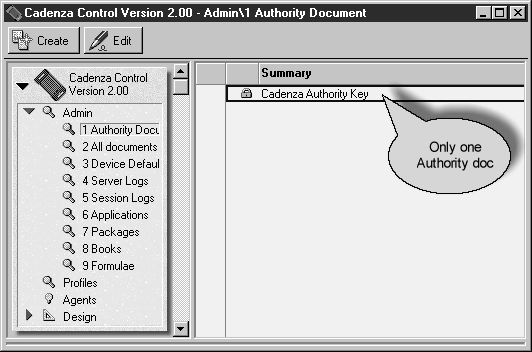 Cadenza Control Version 2.00 - Admin\1 Authority Document
Create
Edit
Cadenza Control
Version 2.00
Admin
1 Authority Docu
2 All documents
3 Device Defaul
4 Server Logs
5 Session Logs
6 Applications
7 Packages
8 Books
9 Formulae
Profiles
Agents
Design
Summary
Cadenza Authority Key
Only one
Authority doc